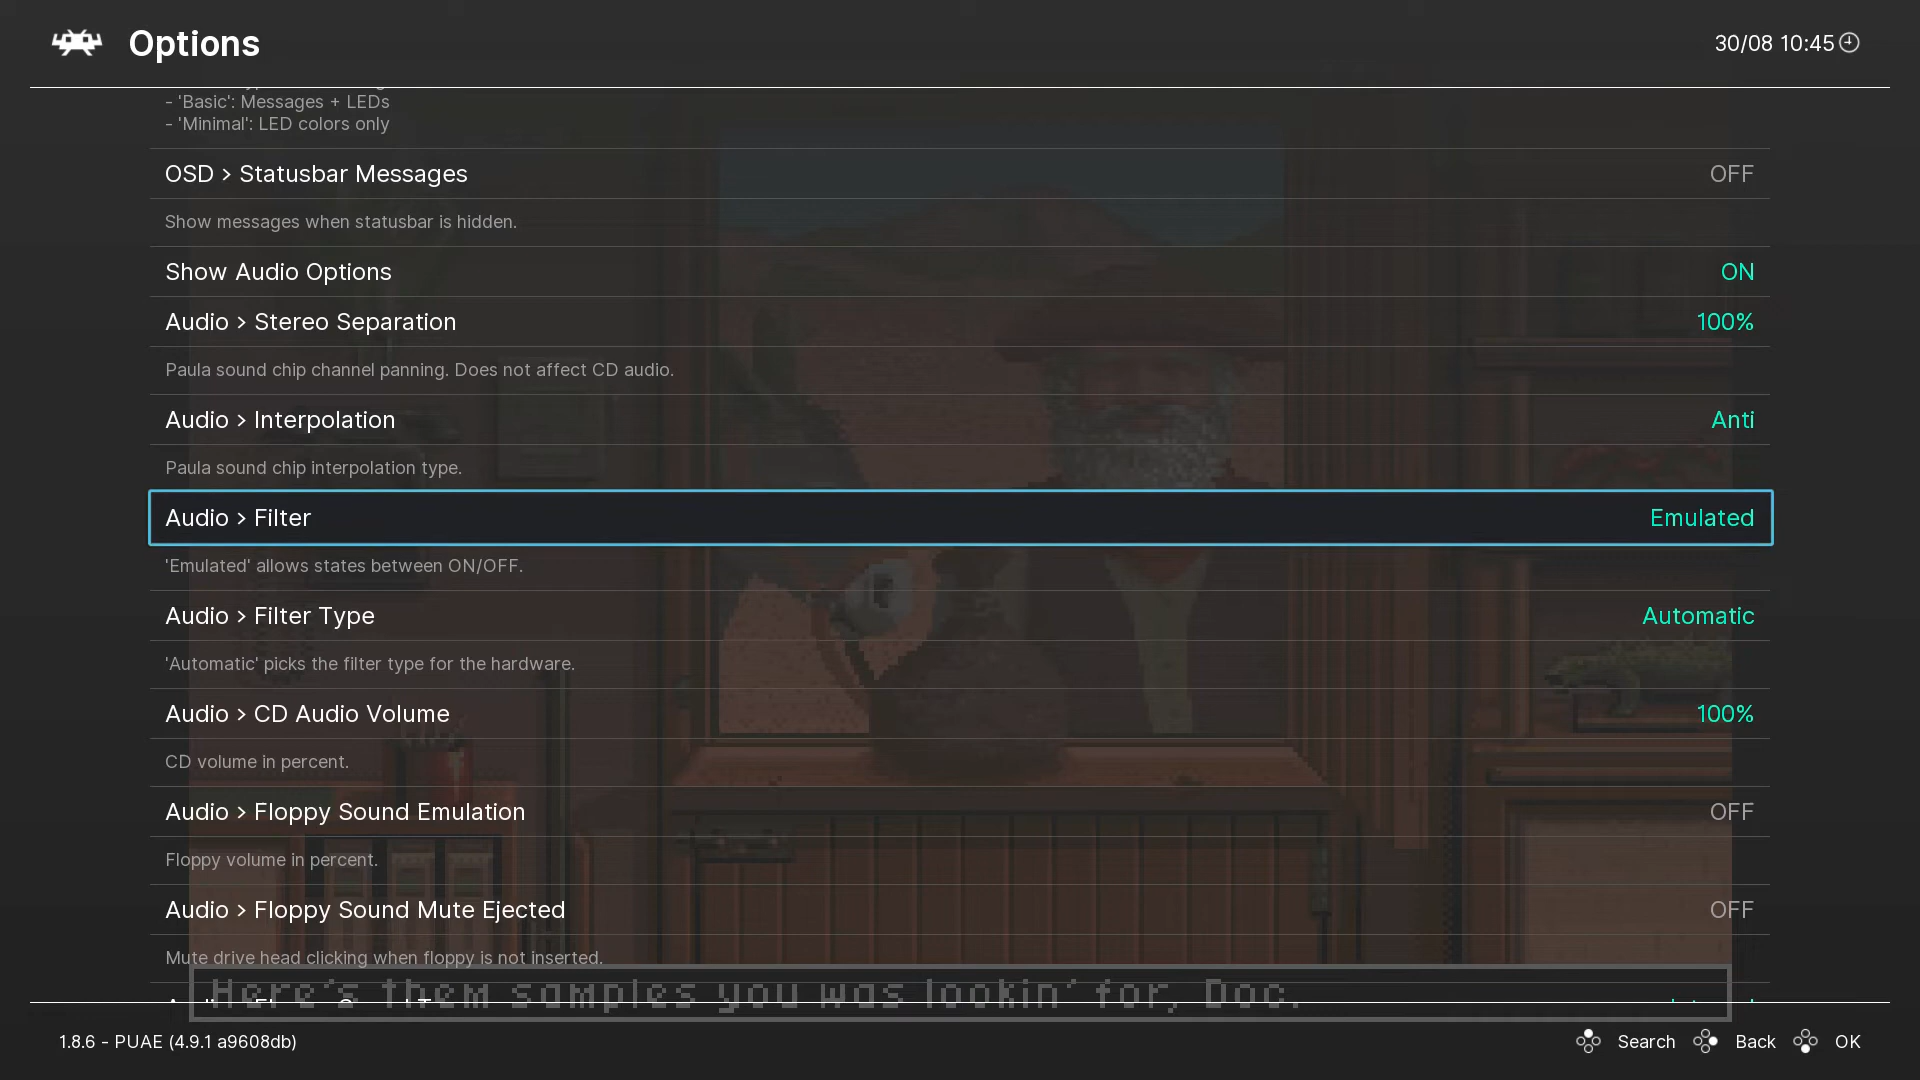 Options
30/08 10:45
- 'Basic': Messages + LEDs
- 'Minimal': LED colors only
OSD > Statusbar Messages OFF
Show messages when statusbar is hidden.
Show Audio Options ON
Audio > Stereo Separation 100%
Paula sound chip channel panning. Does not affect CD audio.
Audio > Interpolation Anti
Paula sound chip interpolation type.
Audio > Filter Emulated
'Emulated' allows states between ON/OFF.
Audio > Filter Type Automatic
'Automatic' picks the filter type for the hardware.
Audio > CD Audio Volume 100%
CD volume in percent.
Audio > Floppy Sound Emulation OFF
Floppy volume in percent.
Audio > Floppy Sound Mute Ejected OFF
Mute drive head clicking when floppy is not inserted.
Here's them samples you was lookin' for, Doc.
1.8.6 - PUAE (4.9.1 a9608db) Search Back OK